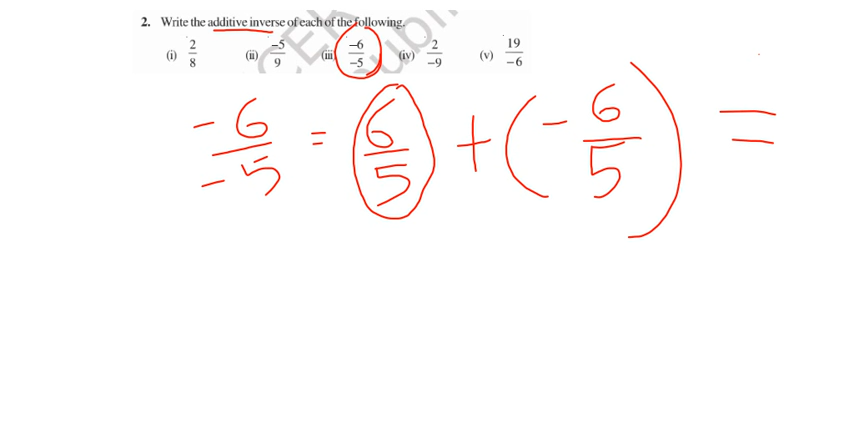 2. Write the additive inverse of each of the following.
(i) 2/8 (ii) -5/9 (iii) -6/-5 (iv) 2/-9 (v) 19/-6
-6/-5 = 6/5 + (-6/5) =